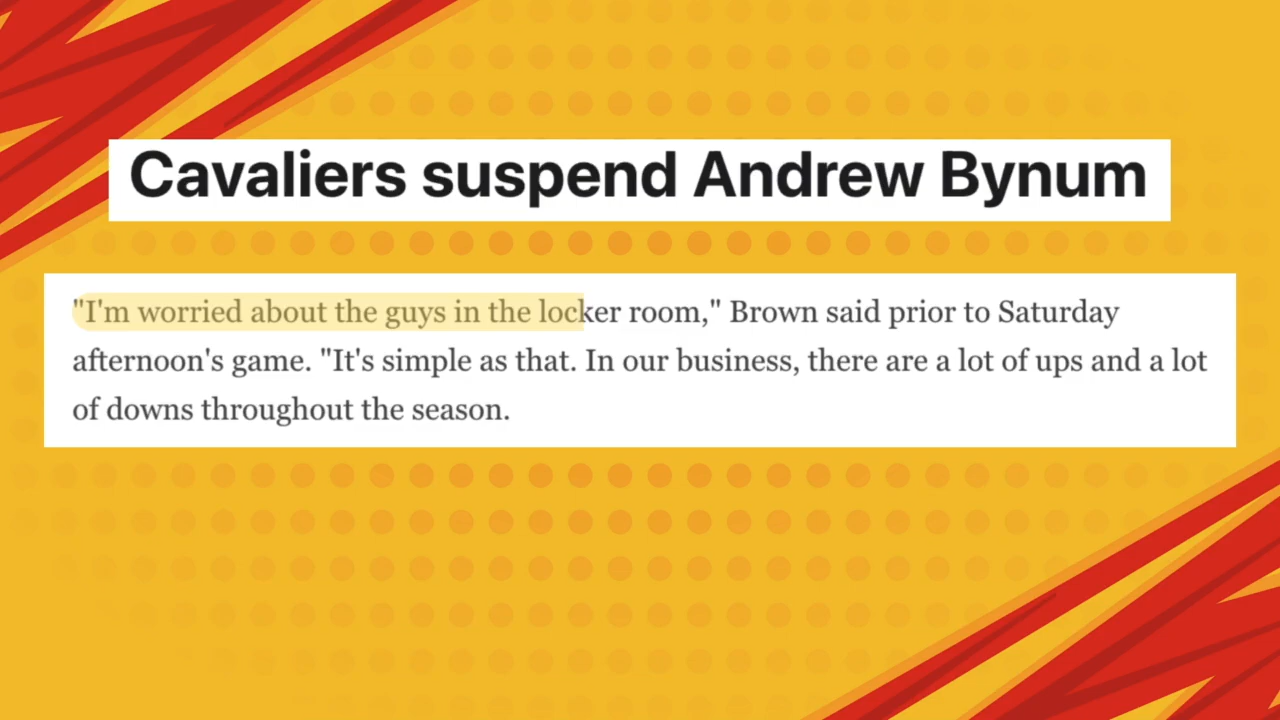 Cavaliers suspend Andrew Bynum
"I'm worried about the guys in the locker room," Brown said prior to Saturday
afternoon's game. "It's simple as that. In our business, there are a lot of ups and a lot
of downs throughout the season.